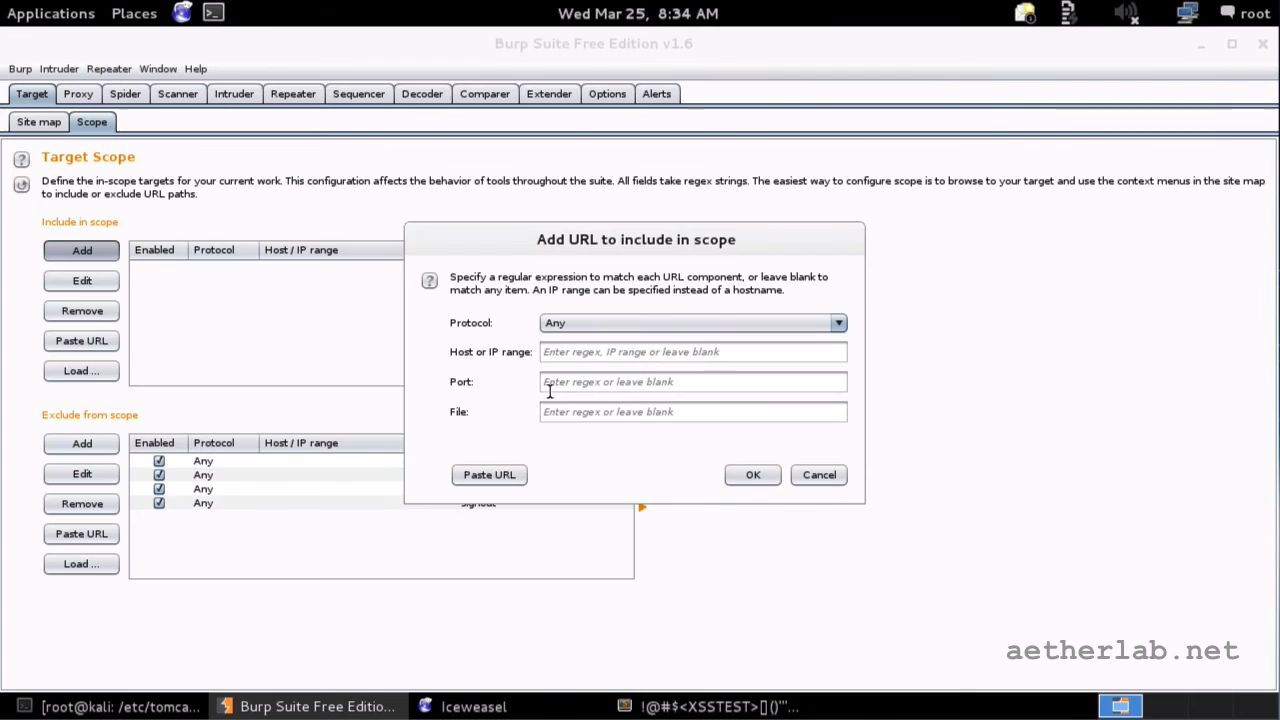 Applications Places Wed Mar 25, 8:34 AM root
Burp Suite Free Edition v1.6
Burp Intruder Repeater Window Help
Target Proxy Spider Scanner Intruder Repeater Sequencer Decoder Comparer Extender Options Alerts
Site map Scope
? Target Scope
Define the in-scope targets for your current work. This configuration affects the behavior of tools throughout the suite. All fields take regex strings. The easiest way to configure scope is to browse to your target and use the context menus in the site map
to include or exclude URL paths.
Include in scope
Add Enabled Protocol Host / IP range
Edit
Remove
Paste URL
Load ...
Add URL to include in scope
? Specify a regular expression to match each URL component, or leave blank to
match any item. An IP range can be specified instead of a hostname.
Protocol: Any
Host or IP range: Enter regex, IP range or leave blank
Port: Enter regex or leave blank
File: Enter regex or leave blank
Paste URL OK Cancel
Exclude from scope
Add Enabled Protocol Host / IP range
Any
Edit Any
Any
Remove Any
Paste URL
Load ...
aetherlab.net
[root@kali: /etc/tomca... Burp Suite Free Editio... Iceweasel !@#$<XSSTEST>[]()'"...